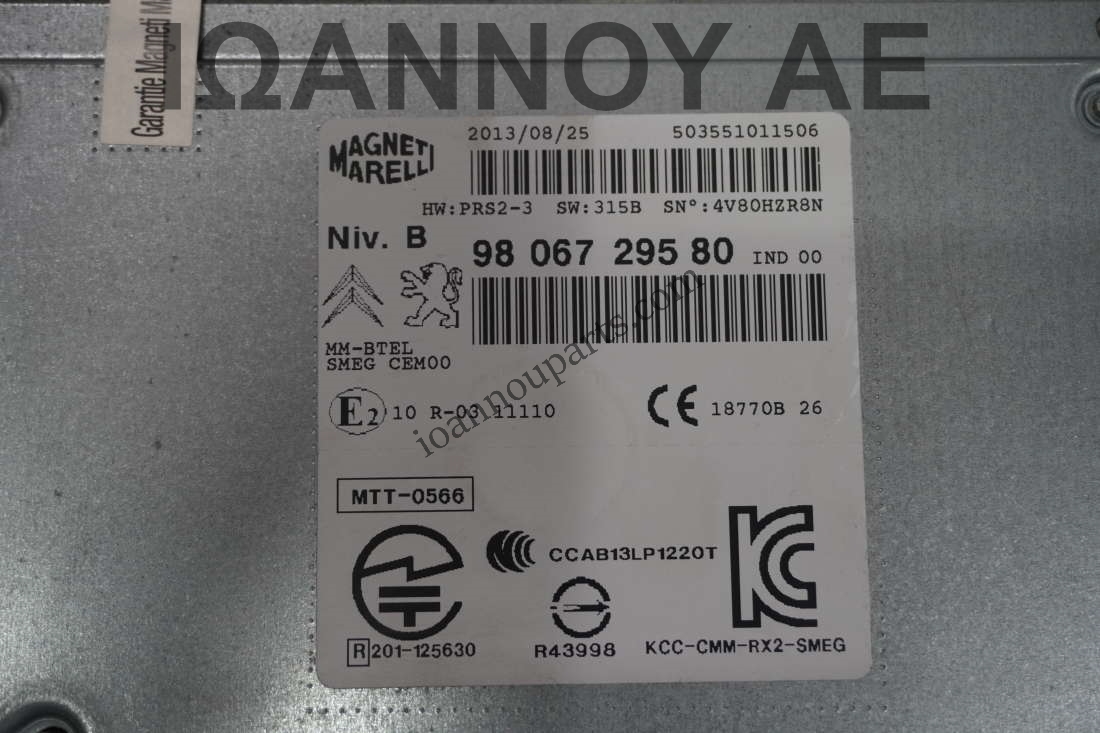 ΙΩΑΝΝΟΥ ΑΕ
Garantie Magneti
MAGNETI
MARELLI
2013/08/25 503551011506
HW:PRS2-3 SW:315B SN°:4V80HZR8N
Niv. B
98 067 295 80 IND 00
MM-BTEL
SMEG CEM00
E2 10 R-03 11110
CE 18770B 26
ioannouparts.com
MTT-0566
CCAB13LP1220T
R 201-125630
R43998
KC
KCC-CMM-RX2-SMEG